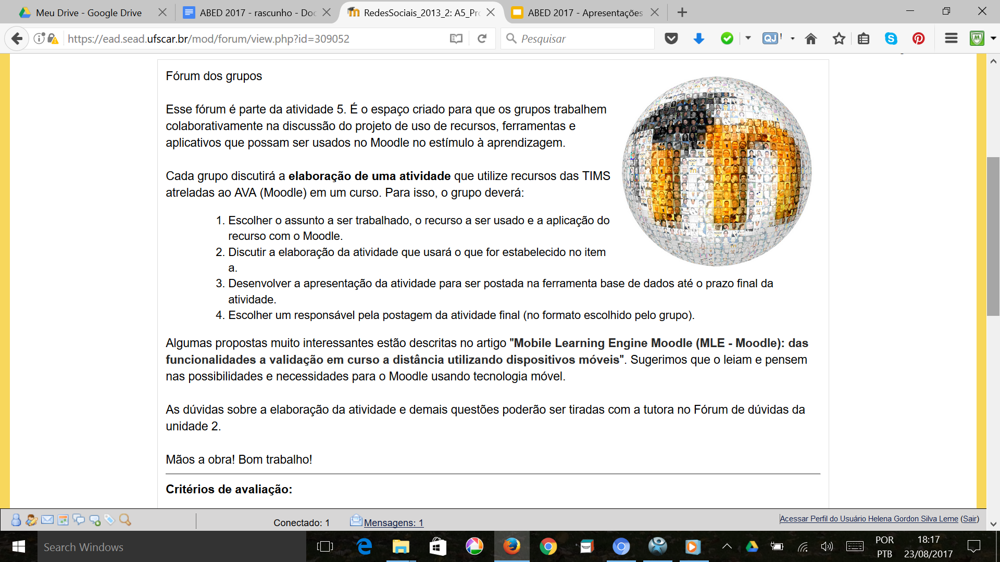 Meu Drive - Google Drive
ABED 2017 - rascunho - Doc
RedesSociais_2013_2: A5_Pro
ABED 2017 - Apresentações
https://ead.sead.ufscar.br/mod/forum/view.php?id=309052
Pesquisar
QJ !
Fórum dos grupos
Esse fórum é parte da atividade 5. É o espaço criado para que os grupos trabalhem
colaborativamente na discussão do projeto de uso de recursos, ferramentas e
aplicativos que possam ser usados no Moodle no estímulo à aprendizagem.
Cada grupo discutirá a elaboração de uma atividade que utilize recursos das TIMS
atreladas ao AVA (Moodle) em um curso. Para isso, o grupo deverá:
1. Escolher o assunto a ser trabalhado, o recurso a ser usado e a aplicação do
recurso com o Moodle.
2. Discutir a elaboração da atividade que usará o que for estabelecido no item
a.
3. Desenvolver a apresentação da atividade para ser postada na ferramenta base de dados até o prazo final da
atividade.
4. Escolher um responsável pela postagem da atividade final (no formato escolhido pelo grupo).
Algumas propostas muito interessantes estão descritas no artigo "Mobile Learning Engine Moodle (MLE - Moodle): das
funcionalidades a validação em curso a distância utilizando dispositivos móveis". Sugerimos que o leiam e pensem
nas possibilidades e necessidades para o Moodle usando tecnologia móvel.
As dúvidas sobre a elaboração da atividade e demais questões poderão ser tiradas com a tutora no Fórum de dúvidas da
unidade 2.
Mãos a obra! Bom trabalho!
Critérios de avaliação:
Conectado: 1
Mensagens: 1
Acessar Perfil do Usuário Helena Gordon Silva Leme (Sair)
Search Windows
POR
PTB
18:17
23/08/2017